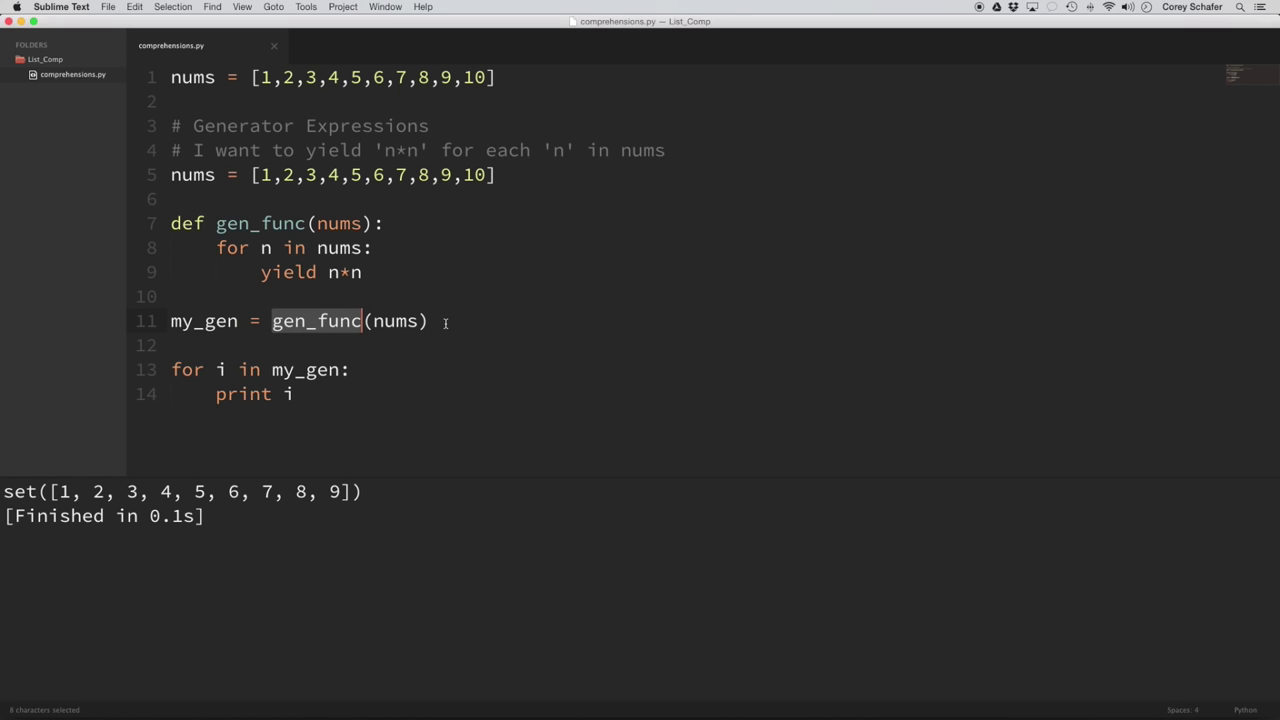 Sublime Text File Edit Selection Find View Goto Tools Project Window Help Corey Schafer
comprehensions.py — List_Comp
FOLDERS
List_Comp
comprehensions.py
comprehensions.py
1 nums = [1,2,3,4,5,6,7,8,9,10]
2
3 # Generator Expressions
4 # I want to yield 'n*n' for each 'n' in nums
5 nums = [1,2,3,4,5,6,7,8,9,10]
6
7 def gen_func(nums):
8 for n in nums:
9 yield n*n
10
11 my_gen = gen_func(nums)
12
13 for i in my_gen:
14 print i
set([1, 2, 3, 4, 5, 6, 7, 8, 9])
[Finished in 0.1s]
8 characters selected Spaces: 4 Python